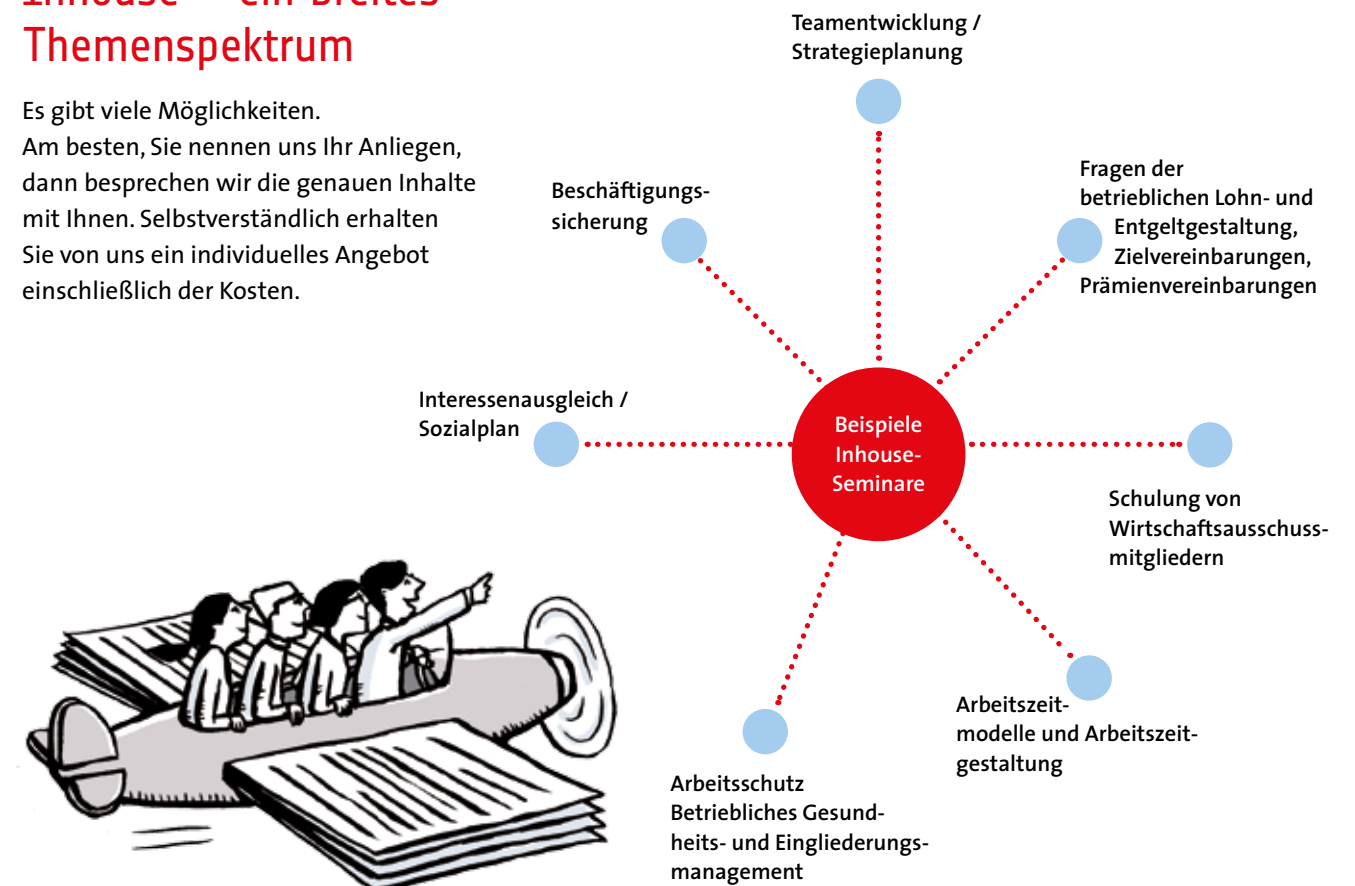 Inhouse – ein breites
Themenspektrum
Es gibt viele Möglichkeiten.
Am besten, Sie nennen uns Ihr Anliegen,
dann besprechen wir die genauen Inhalte
mit Ihnen. Selbstverständlich erhalten
Sie von uns ein individuelles Angebot
einschließlich der Kosten.
Teamentwicklung /
Strategieplanung
Fragen der
betrieblichen Lohn- und
Entgeltgestaltung,
Zielvereinbarungen,
Prämienvereinbarungen
Beschäftigungs-
sicherung
Interessenausgleich /
Sozialplan
Beispiele
Inhouse-
Seminare
Schulung von
Wirtschaftsausschuss-
mitgliedern
Arbeitszeit-
modelle und Arbeitszeit-
gestaltung
Arbeitsschutz
Betriebliches Gesund-
heits- und Eingliederungs-
management